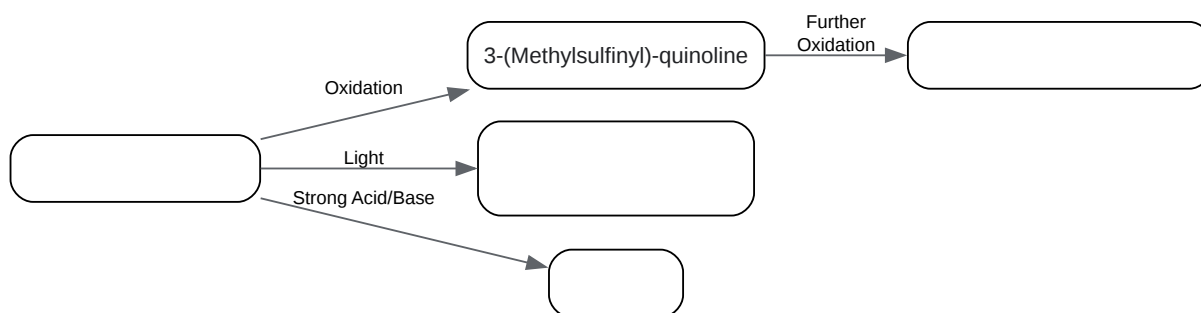 Further
Oxidation
3-(Methylsulfinyl)-quinoline
Oxidation
Light
Strong Acid/Base